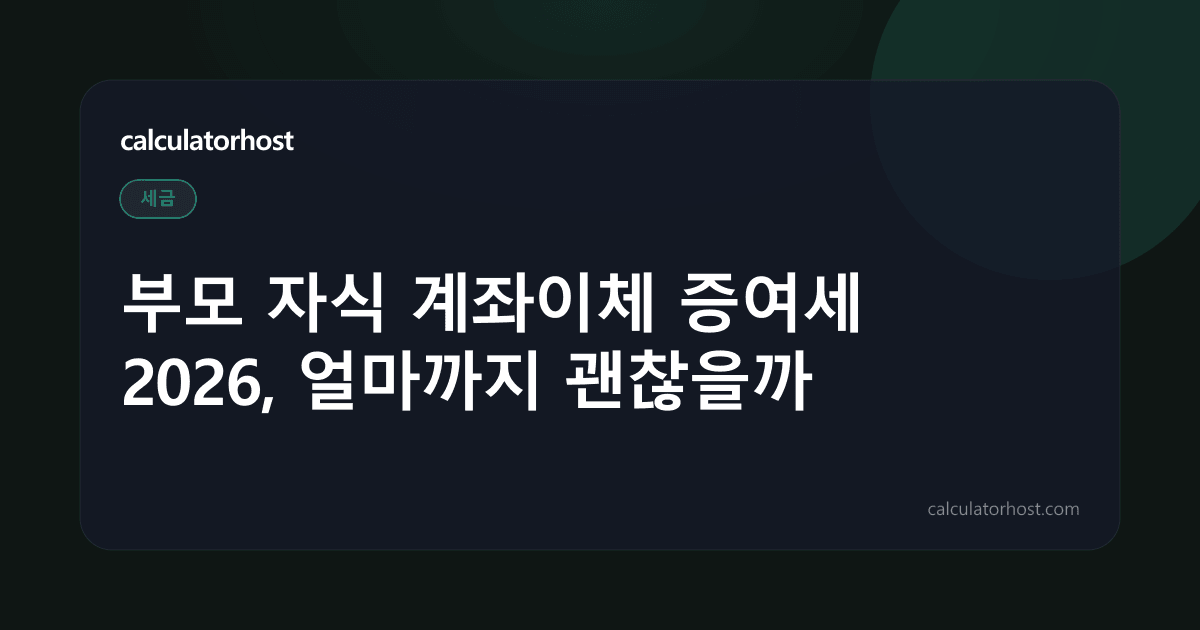 calculatorhost
세금
부모 자식 계좌이체 증여세
2026, 얼마까지 괜찮을까
calculatorhost.com